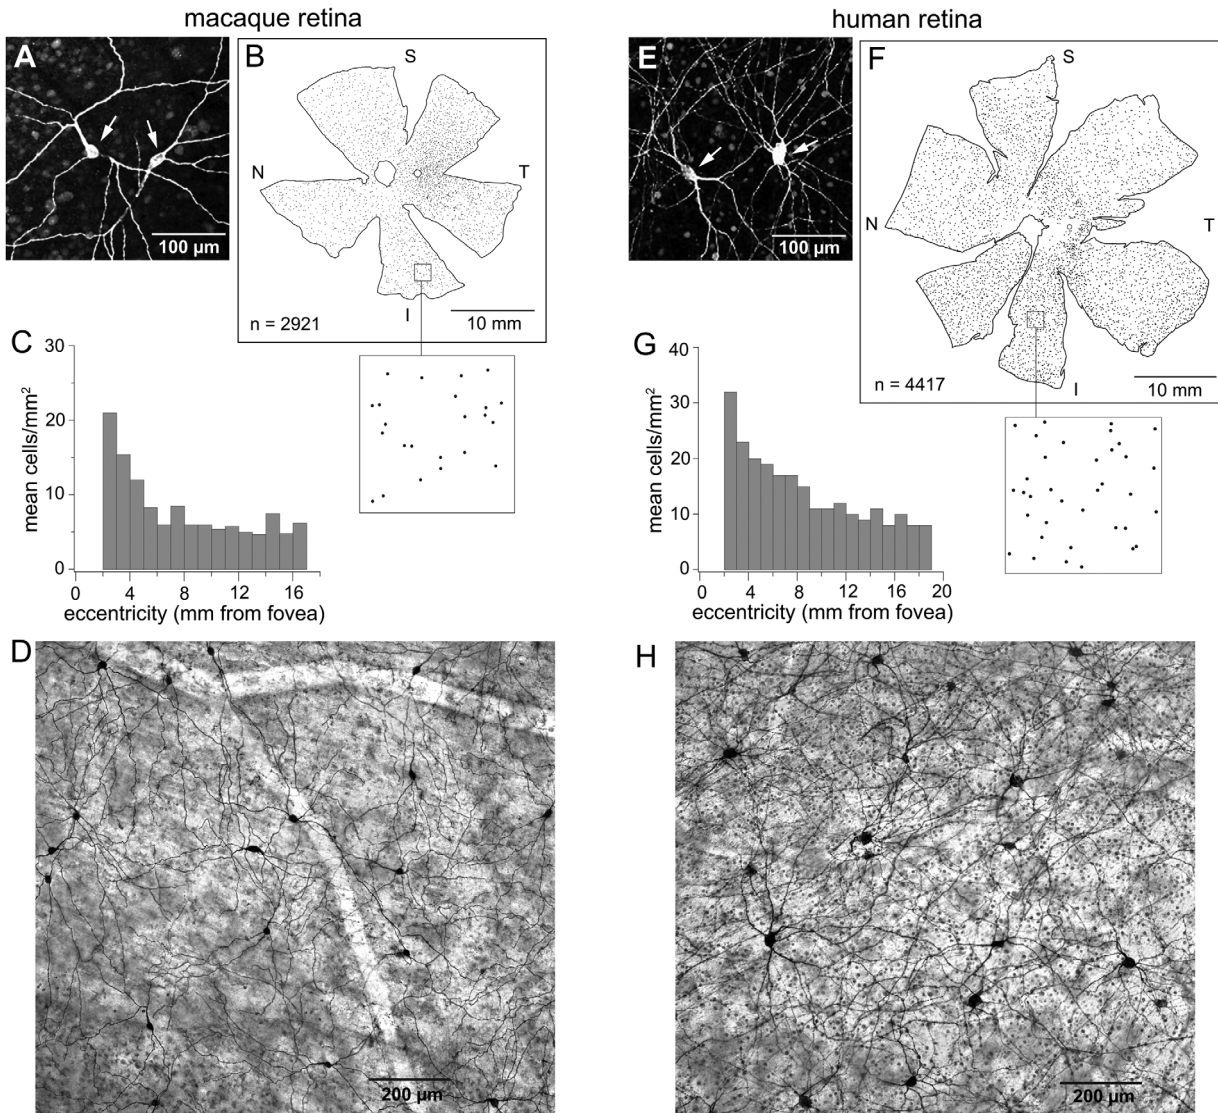 macaque retina
human retina
A
100 µm
B
S
N
T
I
n = 2921
10 mm
C
30
20
10
0
mean cells/mm²
0 4 8 12 16
eccentricity (mm from fovea)
D
200 µm
E
100 µm
F
S
N
T
I
n = 4417
10 mm
G
40
30
20
10
0
mean cells/mm²
0 4 8 12 16 20
eccentricity (mm from fovea)
H
200 µm